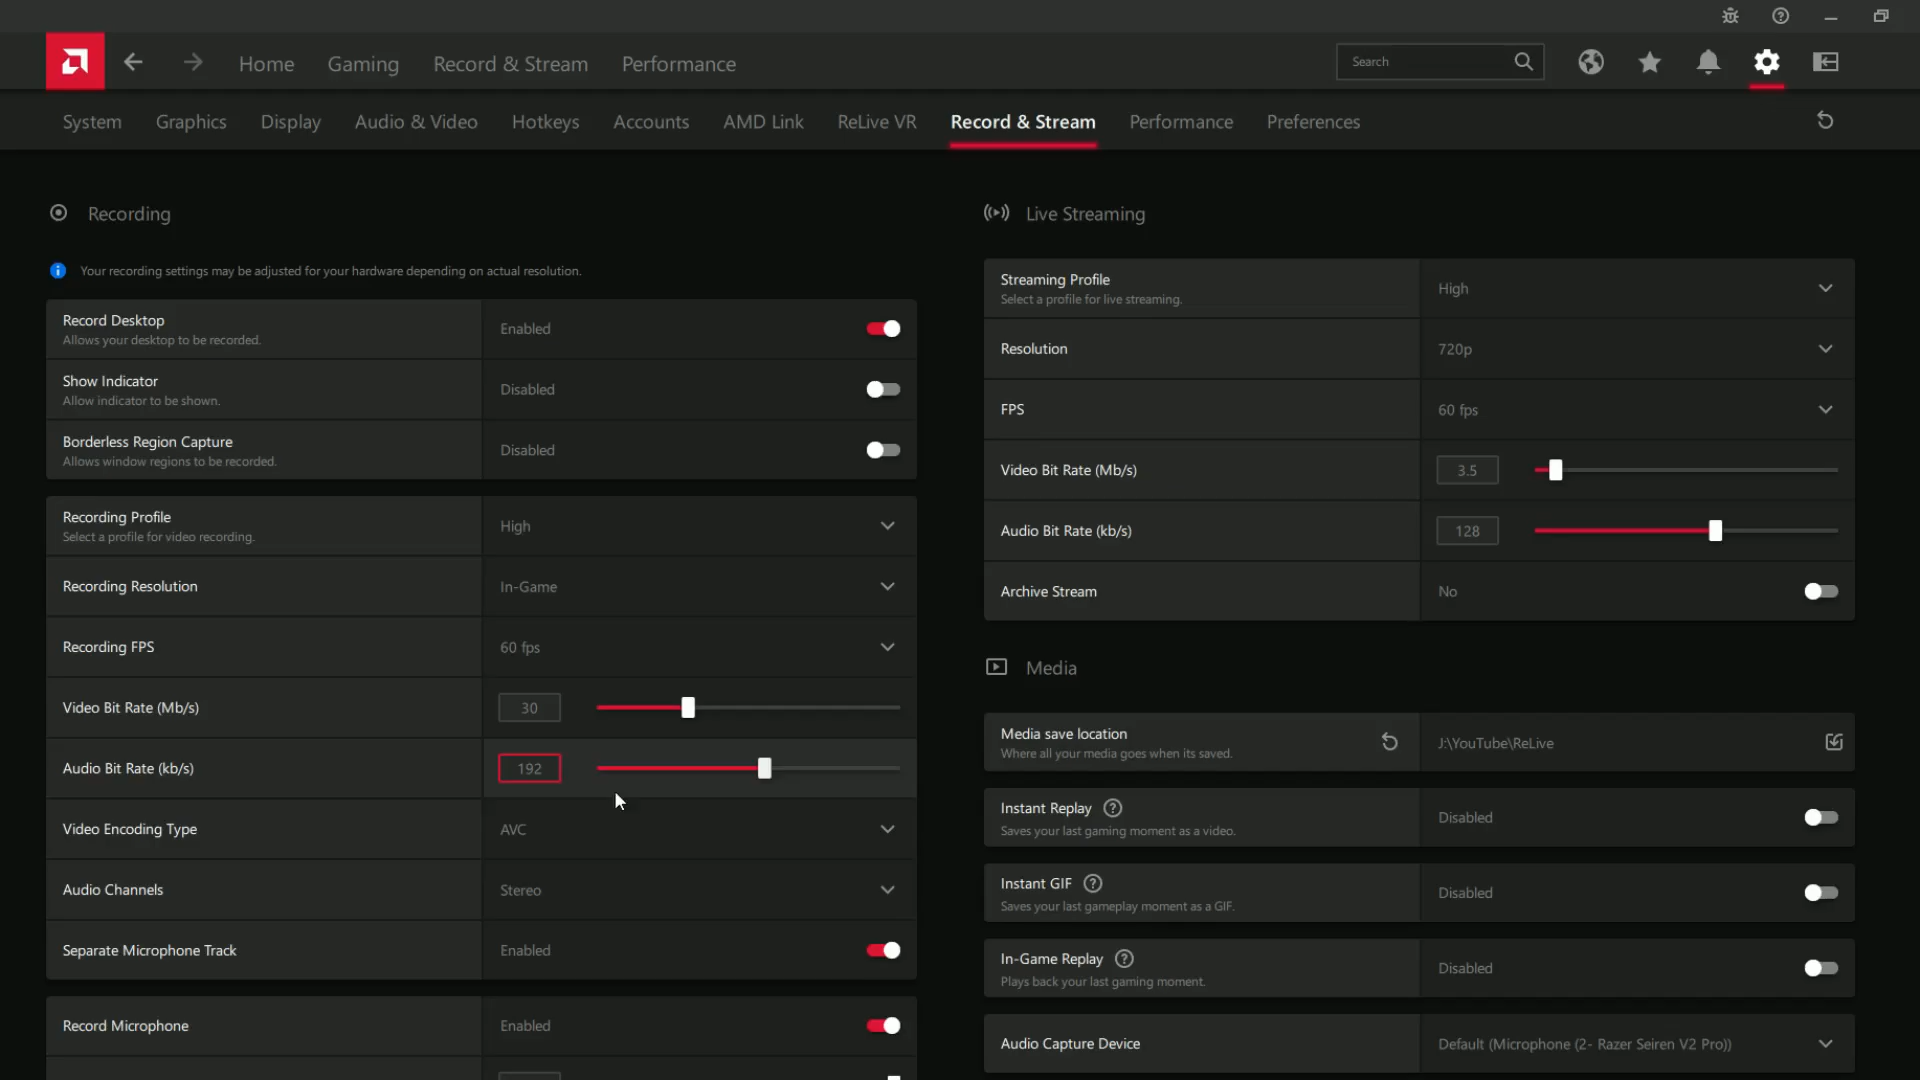 Home Gaming Record & Stream Performance Search
System Graphics Display Audio & Video Hotkeys Accounts AMD Link ReLive VR Record & Stream Performance Preferences
Recording
Your recording settings may be adjusted for your hardware depending on actual resolution.
Record Desktop
Allows your desktop to be recorded.
Enabled
Show Indicator
Allow indicator to be shown.
Disabled
Borderless Region Capture
Allows window regions to be recorded.
Disabled
Recording Profile
Select a profile for video recording.
High
Recording Resolution In-Game
Recording FPS 60 fps
Video Bit Rate (Mb/s) 30
Audio Bit Rate (kb/s) 192
Video Encoding Type AVC
Audio Channels Stereo
Separate Microphone Track Enabled
Record Microphone Enabled
Live Streaming
Streaming Profile
Select a profile for live streaming.
High
Resolution 720p
FPS 60 fps
Video Bit Rate (Mb/s) 3.5
Audio Bit Rate (kb/s) 128
Archive Stream No
Media
Media save location
Where all your media goes when its saved.
J:\YouTube\ReLive
Instant Replay
Saves your last gaming moment as a video.
Disabled
Instant GIF
Saves your last gameplay moment as a GIF.
Disabled
In-Game Replay
Plays back your last gaming moment.
Disabled
Audio Capture Device Default (Microphone (2- Razer Seiren V2 Pro))